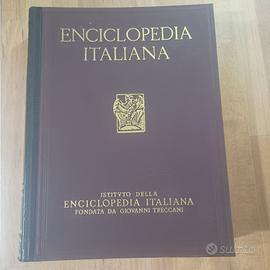 ENCICLOPEDIA
ITALIANA
ISTITVTO DELLA
ENCICLOPEDIA ITALIANA
FONDATA DA GIOVANNI TRECCANI
subito